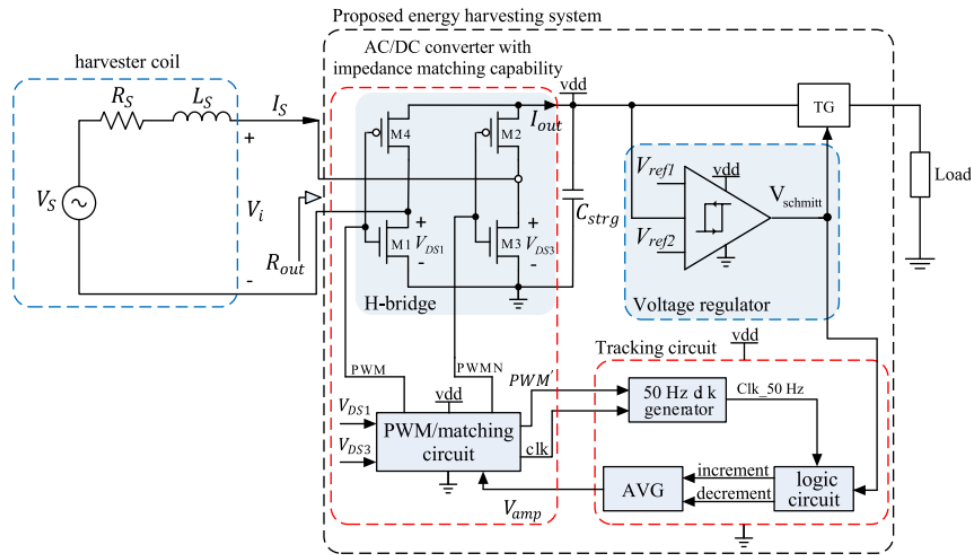 Proposed energy harvesting system
AC/DC converter with
impedance matching capability
harvester coil
R_S
L_S
I_S
+
V_S
V_i
-
R_out
M4
M2
M1
+
V_DS1
-
M3
+
V_DS3
-
H-bridge
I_out
vdd
C_strg
TG
Load
V_ref1
vdd
V_ref2
V_schmitt
Voltage regulator
PWM
PWMN
vdd
PWM'
V_DS1
V_DS3
PWM/matching
circuit
clk
V_amp
vdd
Tracking circuit
50 Hz d k
generator
Clk_50 Hz
AVG
increment
decrement
logic
circuit